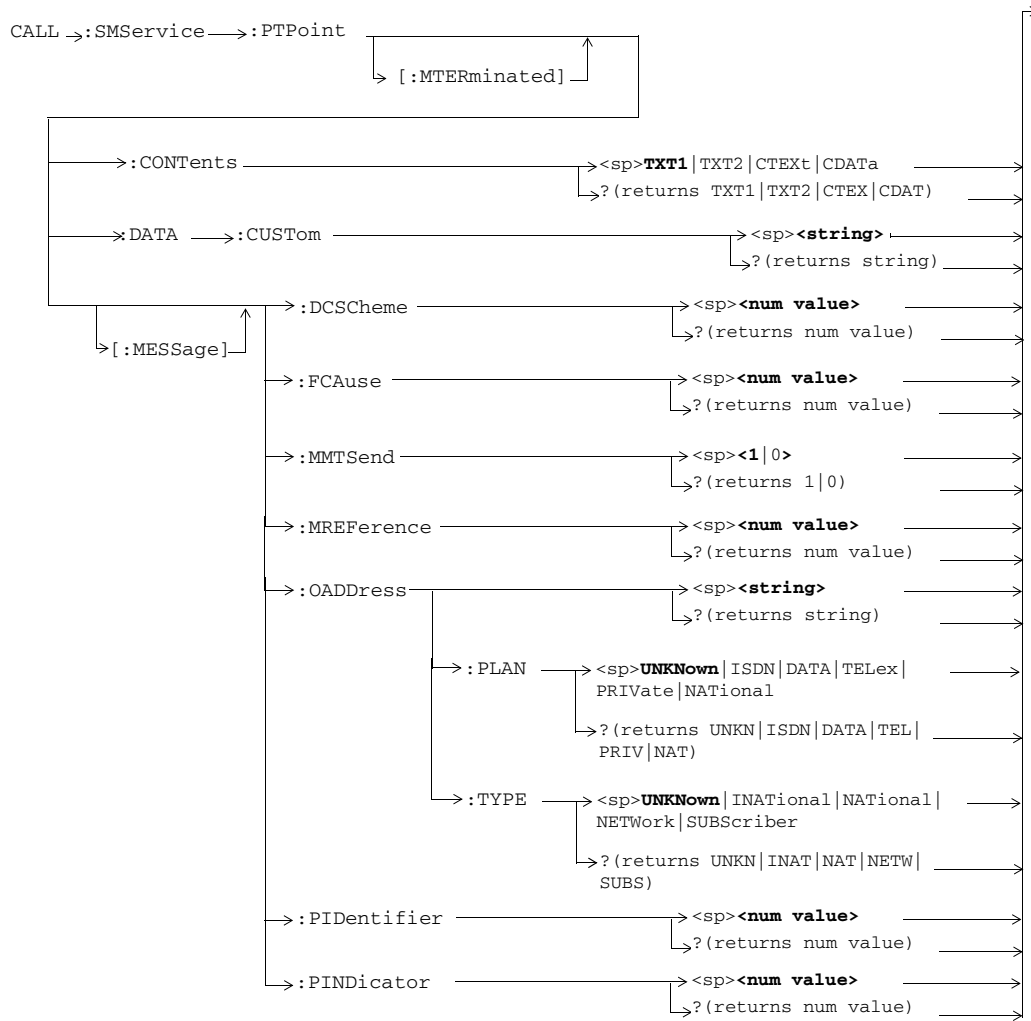 CALL :SMService :PTPoint
[:MTERminated]
:CONTents <sp>TXT1|TXT2|CTEXt|CDATa
?(returns TXT1|TXT2|CTEX|CDAT)
:DATA :CUSTom <sp><string>
?(returns string)
:DCSCheme <sp><num value>
?(returns num value)
[:MESSage]
:FCAuse <sp><num value>
?(returns num value)
:MMTSend <sp><1|0>
?(returns 1|0)
:MREFerence <sp><num value>
?(returns num value)
:OADDress <sp><string>
?(returns string)
:PLAN <sp>UNKNown|ISDN|DATA|TELex|
PRIVate|NATional
?(returns UNKN|ISDN|DATA|TEL|
PRIV|NAT)
:TYPE <sp>UNKNown|INATional|NATional|
NETWork|SUBScriber
?(returns UNKN|INAT|NAT|NETW|
SUBS)
:PIDentifier <sp><num value>
?(returns num value)
:PINDicator <sp><num value>
?(returns num value)